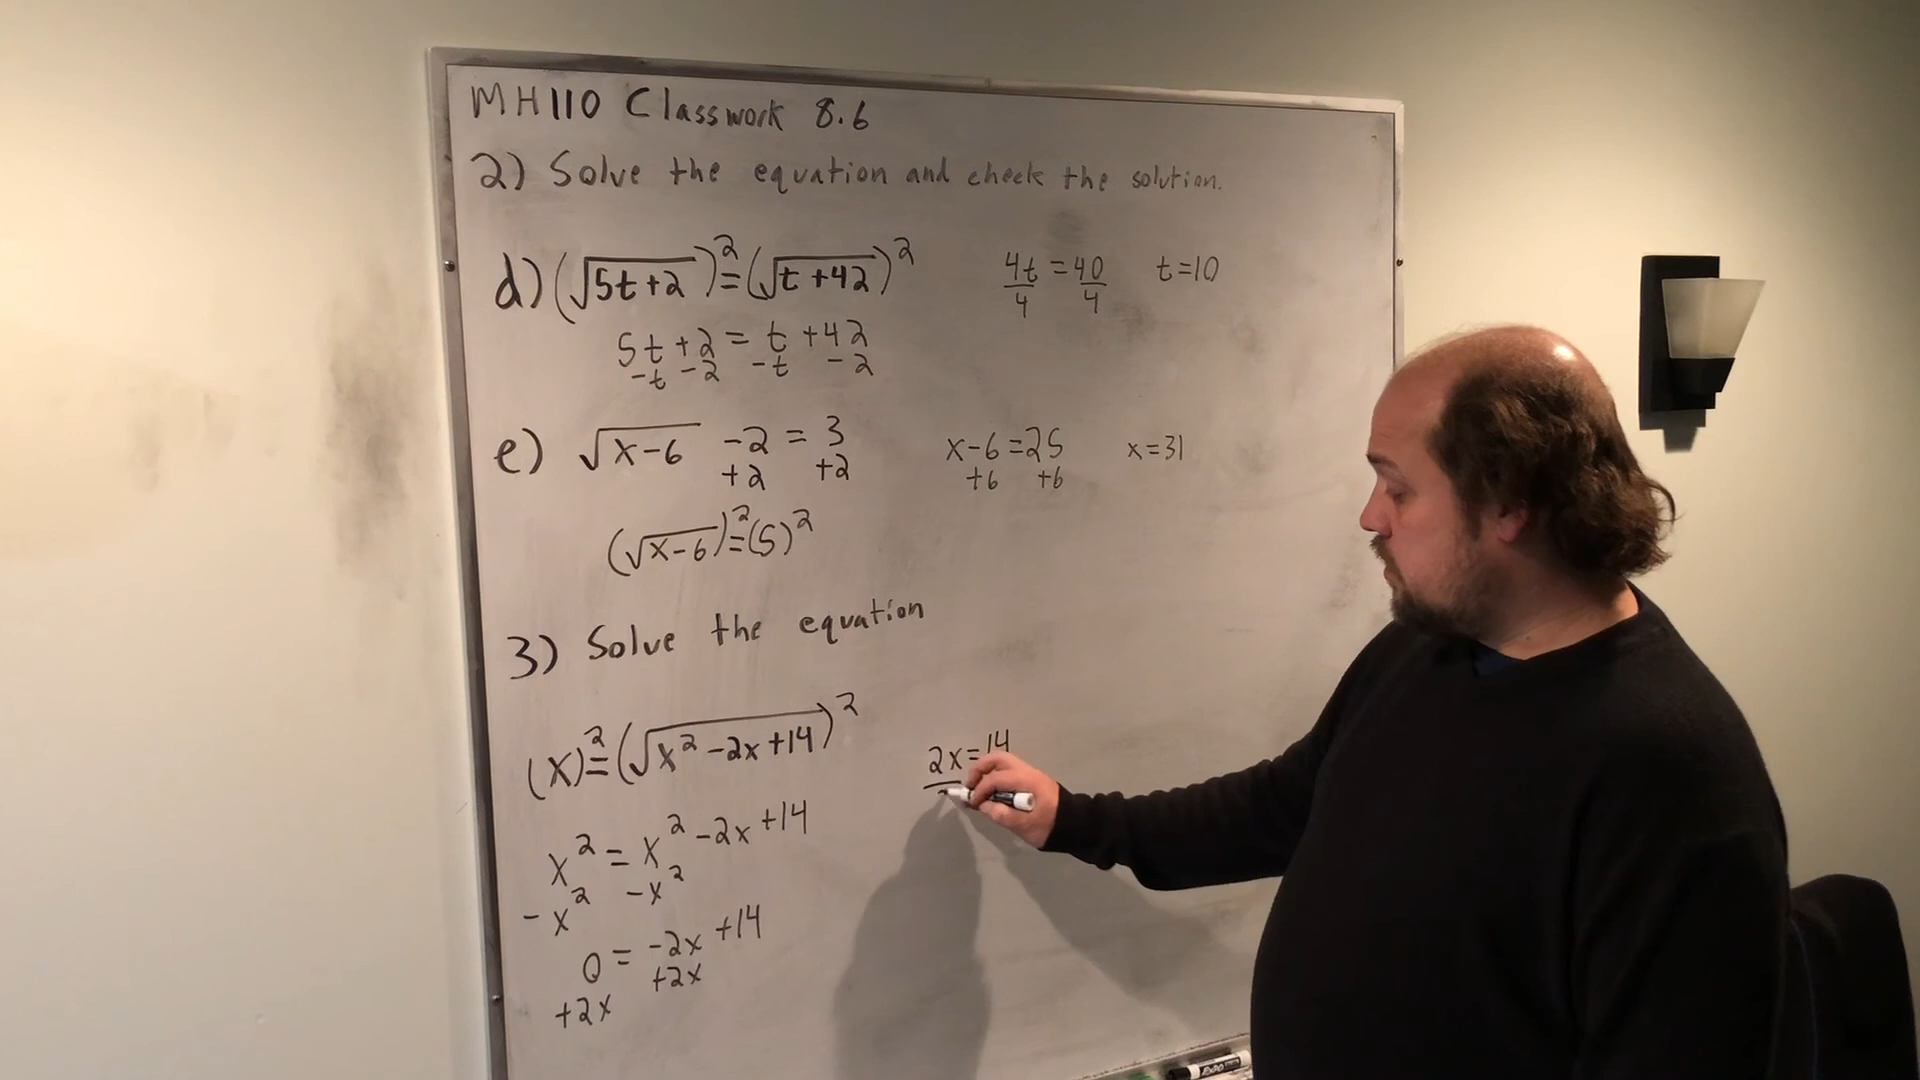 MH110 Classwork 8.6
2) Solve the equation and check the solution.
d) (√5t+2)² = (√t+42)²
5t+2 = t+42
-t -2 -t -2
4t = 40
4 4
t=10
e) √x-6 -2 = 3
+2 +2
(√x-6)² = (5)²
x-6=25
+6 +6
x=31
3) Solve the equation
(x)² = (√x²-2x+14)²
x² = x²-2x+14
-x² -x²
0 = -2x+14
+2x +2x
2x=14
EXPO